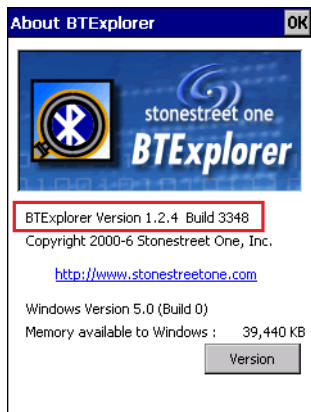 About BTExplorer OK
stonestreet one
BTExplorer
BTExplorer Version 1.2.4 Build 3348
Copyright 2000-6 Stonestreet One, Inc.
http://www.stonestreetone.com
Windows Version 5.0 (Build 0)
Memory available to Windows : 39,440 KB
Version